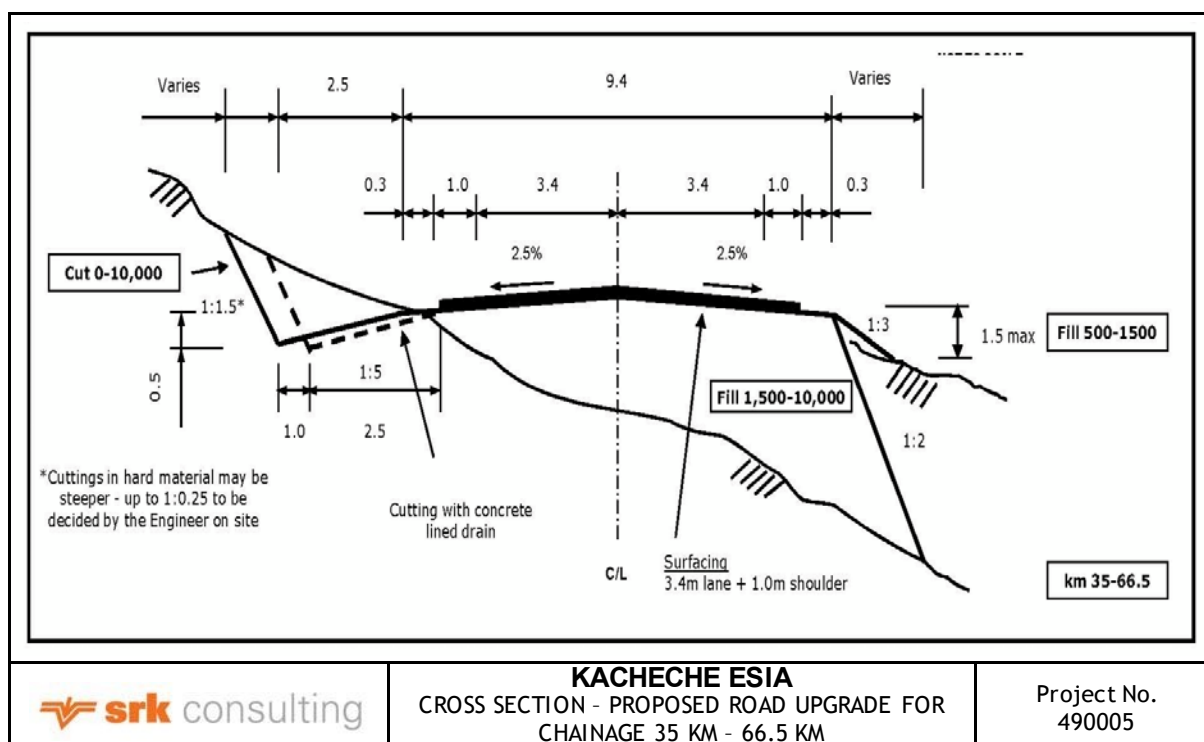 Varies
2.5
9.4
Varies
0.3
1.0
3.4
3.4
1.0
0.3
2.5%
2.5%
Cut 0-10,000
1:1.5*
0.5
1:5
1.0
2.5
1:3
1.5 max
Fill 500-1500
Fill 1,500-10,000
1:2
*Cuttings in hard material may be
steeper - up to 1:0.25 to be
decided by the Engineer on site
Cutting with concrete
lined drain
C/L
Surfacing
3.4m lane + 1.0m shoulder
km 35-66.5
srk consulting
KACHECHE ESIA
CROSS SECTION - PROPOSED ROAD UPGRADE FOR
CHAINAGE 35 KM - 66.5 KM
Project No.
490005